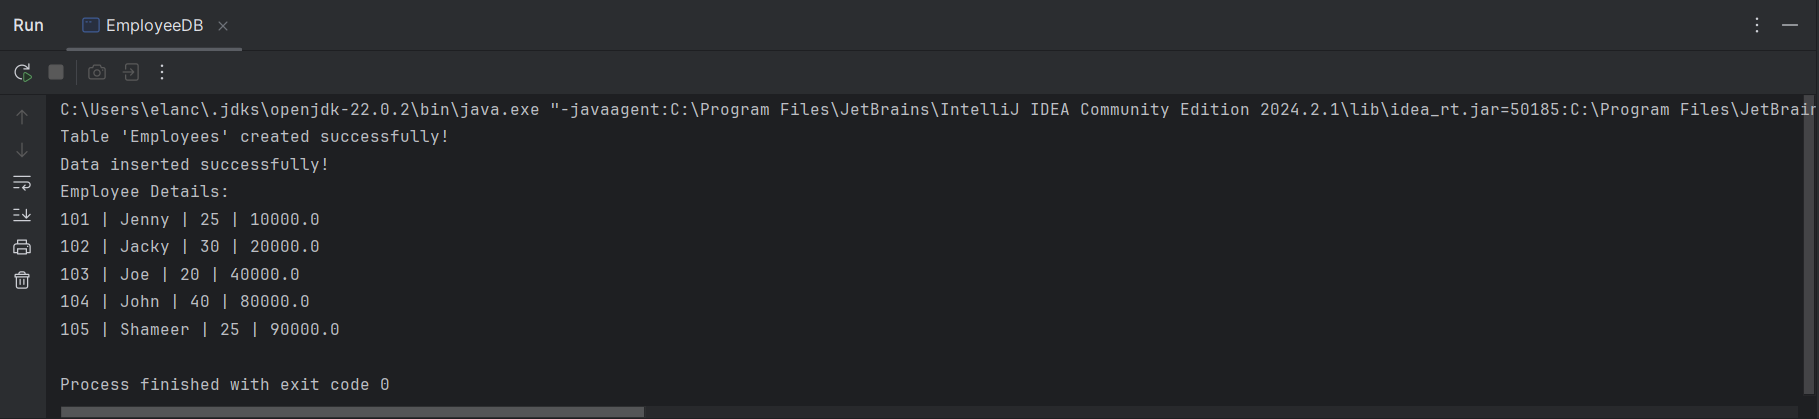 Run EmployeeDB
C:\Users\elanc\.jdks\openjdk-22.0.2\bin\java.exe "-javaagent:C:\Program Files\JetBrains\IntelliJ IDEA Community Edition 2024.2.1\lib\idea_rt.jar=50185:C:\Program Files\JetBrain
Table 'Employees' created successfully!
Data inserted successfully!
Employee Details:
101 | Jenny | 25 | 10000.0
102 | Jacky | 30 | 20000.0
103 | Joe | 20 | 40000.0
104 | John | 40 | 80000.0
105 | Shameer | 25 | 90000.0
Process finished with exit code 0